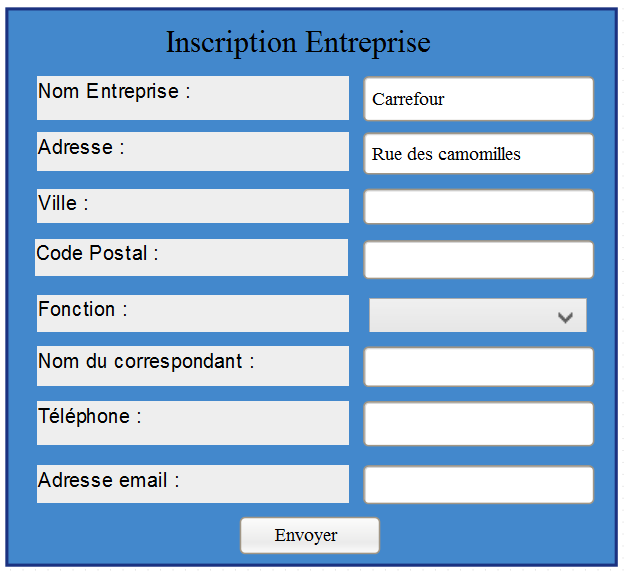 Inscription Entreprise
Nom Entreprise : Carrefour
Adresse : Rue des camomilles
Ville :
Code Postal :
Fonction :
Nom du correspondant :
Téléphone :
Adresse email :
Envoyer